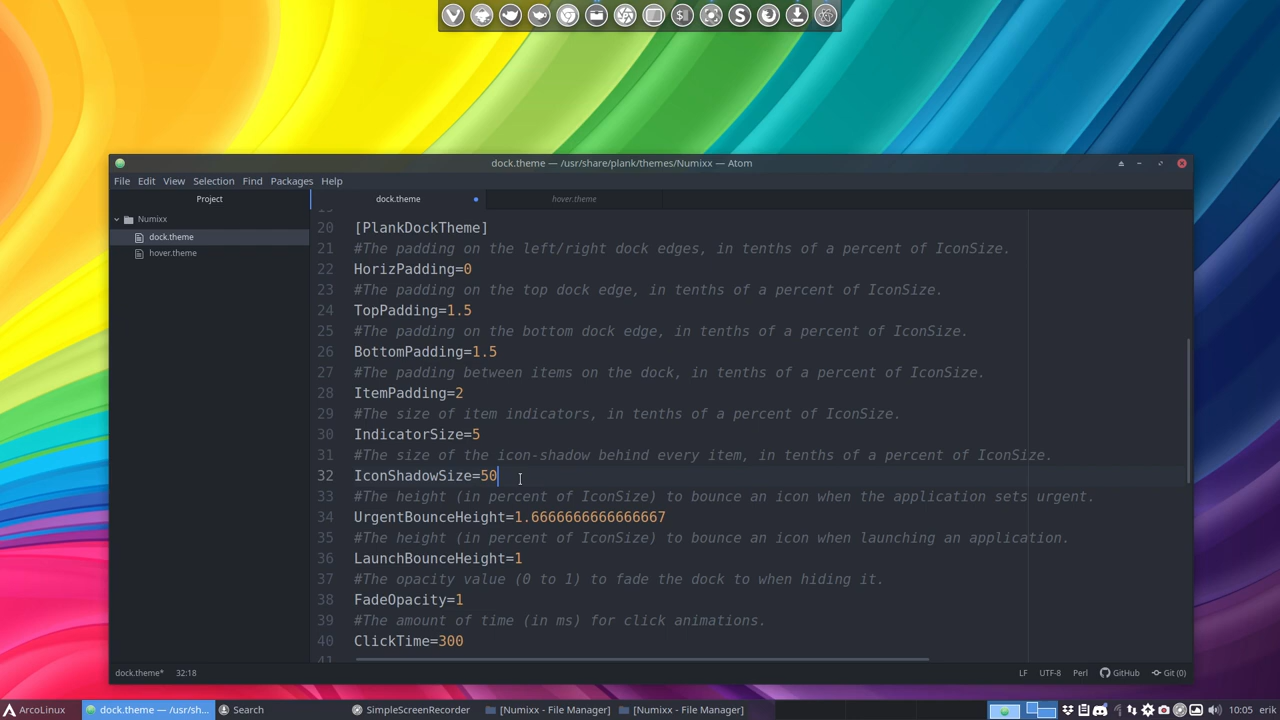 dock.theme — /usr/share/plank/themes/Numixx — Atom
File Edit View Selection Find Packages Help
Project
dock.theme
hover.theme
Numixx
dock.theme
hover.theme
20 [PlankDockTheme]
21 #The padding on the left/right dock edges, in tenths of a percent of IconSize.
22 HorizPadding=0
23 #The padding on the top dock edge, in tenths of a percent of IconSize.
24 TopPadding=1.5
25 #The padding on the bottom dock edge, in tenths of a percent of IconSize.
26 BottomPadding=1.5
27 #The padding between items on the dock, in tenths of a percent of IconSize.
28 ItemPadding=2
29 #The size of item indicators, in tenths of a percent of IconSize.
30 IndicatorSize=5
31 #The size of the icon-shadow behind every item, in tenths of a percent of IconSize.
32 IconShadowSize=50
33 #The height (in percent of IconSize) to bounce an icon when the application sets urgent.
34 UrgentBounceHeight=1.6666666666666667
35 #The height (in percent of IconSize) to bounce an icon when launching an application.
36 LaunchBounceHeight=1
37 #The opacity value (0 to 1) to fade the dock to when hiding it.
38 FadeOpacity=1
39 #The amount of time (in ms) for click animations.
40 ClickTime=300
41
dock.theme* 32:18 LF UTF-8 Perl GitHub Git (0)
ArcoLinux dock.theme — /usr/sh... Search SimpleScreenRecorder [Numixx - File Manager] [Numixx - File Manager] 10:05 erik